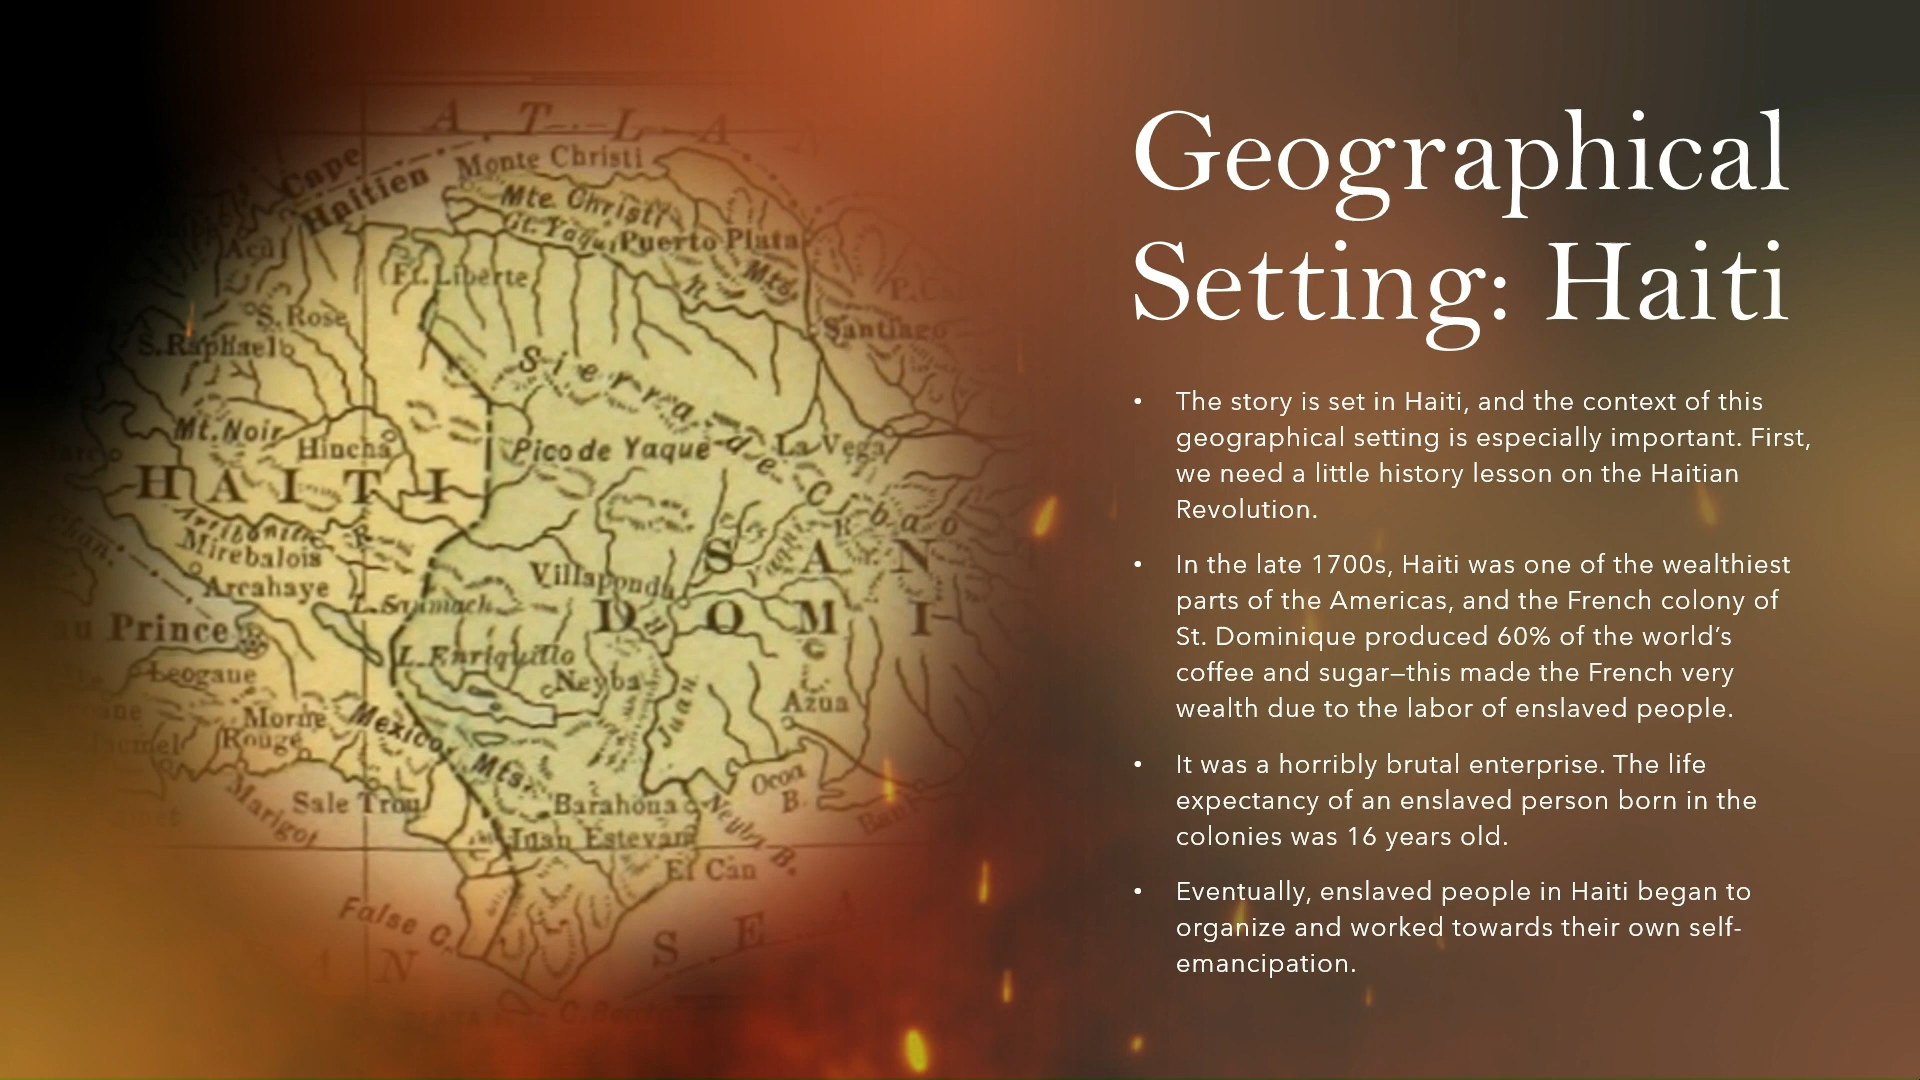 Geographical
Setting: Haiti
• The story is set in Haiti, and the context of this
geographical setting is especially important. First,
we need a little history lesson on the Haitian
Revolution.
• In the late 1700s, Haiti was one of the wealthiest
parts of the Americas, and the French colony of
St. Dominique produced 60% of the world’s
coffee and sugar—this made the French very
wealth due to the labor of enslaved people.
• It was a horribly brutal enterprise. The life
expectancy of an enslaved person born in the
colonies was 16 years old.
• Eventually, enslaved people in Haiti began to
organize and worked towards their own self-
emancipation.
A T L A
Cape
Haitien
Monte Christi
Mte. Christi
Puerto Plata
Mts.
Acul
Ft. Liberte
S. Rose
Santiago
S. Raphael
Sierra de Cibao
Mt. Noir
Hincha
Pico de Yaque
La Vega
HAITI
Artibonite R.
Mirebalois
SAN
Arcahaye
Villaponda
DOMI
au Prince
L. Enriquillo
Leogane
Neyba
Juan
Azua
Morne
Rouge
Mexico Mts.
Ocoa
B.
Sale Trou
Barahona
Neyba B.
Marigot
Juan Estevan
El Can
False C.
S E A
A N